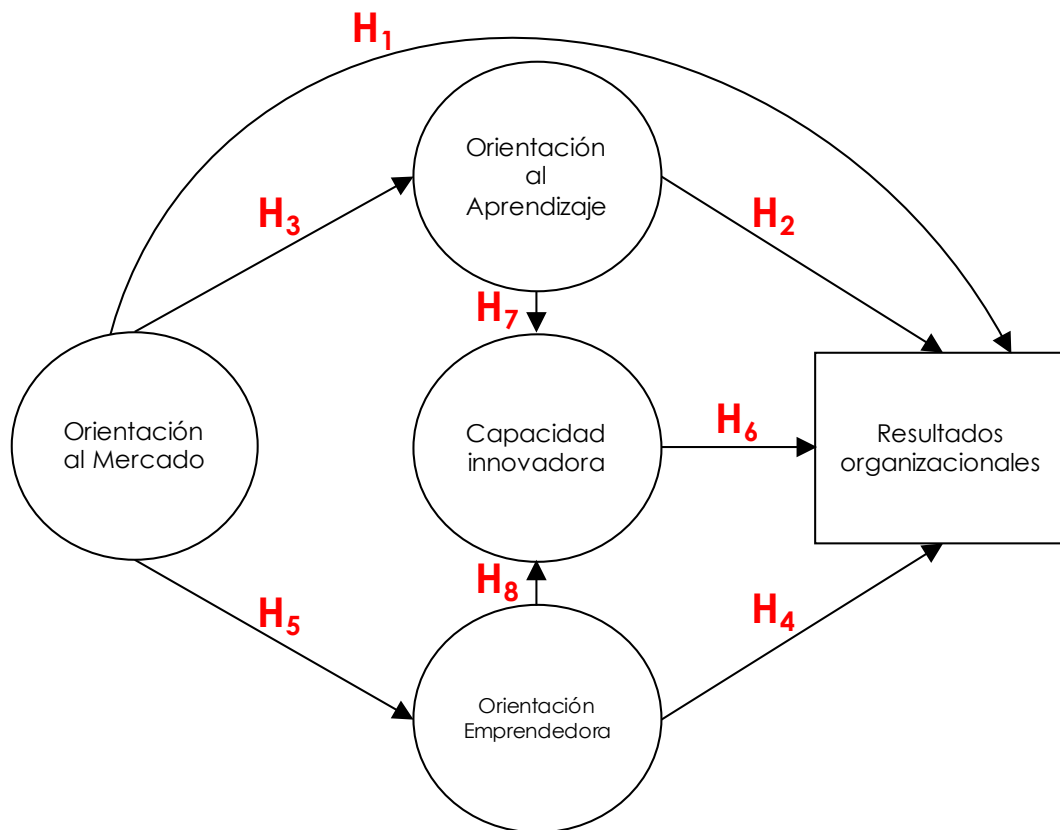 H1
Orientación
al
Aprendizaje
H3
H2
H7
Orientación
al Mercado
Capacidad
innovadora
H6
Resultados
organizacionales
H8
H5
H4
Orientación
Emprendedora